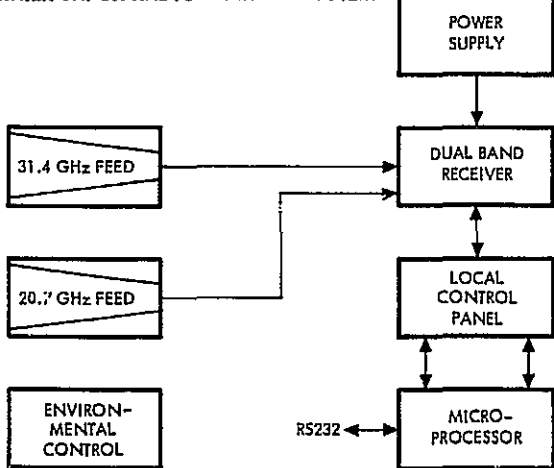 POWER
SUPPLY
31.4 GHz FEED
DUAL BAND
RECEIVER
20.7 GHz FEED
LOCAL
CONTROL
PANEL
ENVIRON-
MENTAL
CONTROL
RS232
MICRO-
PROCESSOR